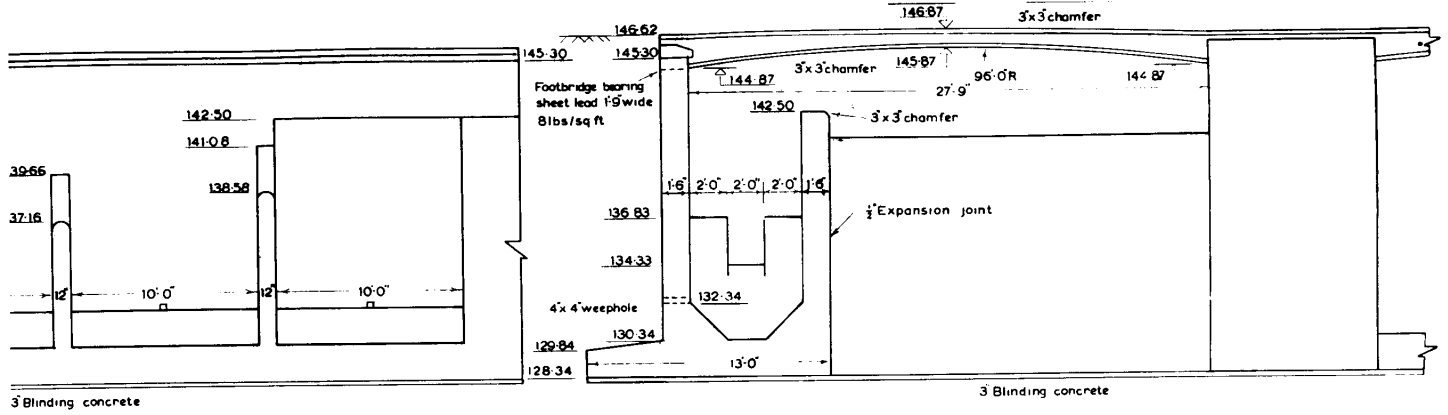 146.87
3"x3" chamfer
146.62
145.30
145.30
3"x3" chamfer
145.87
96'.0"R
144.87
144.87
27'-9"
Footbridge bearing
sheet lead 1'-9" wide
8lbs/sq ft
142.50
142.50
3"x3" chamfer
141.08
39.66
138.58
1'-6"
2'-0"
2'-0"
2'-0"
1'-6"
37.16
136.83
½" Expansion joint
134.33
12"
10'-0"
12"
10'-0"
132.34
4"x 4" weephole
130.34
129.84
13'-0"
128.34
3" Blinding concrete
3" Blinding concrete